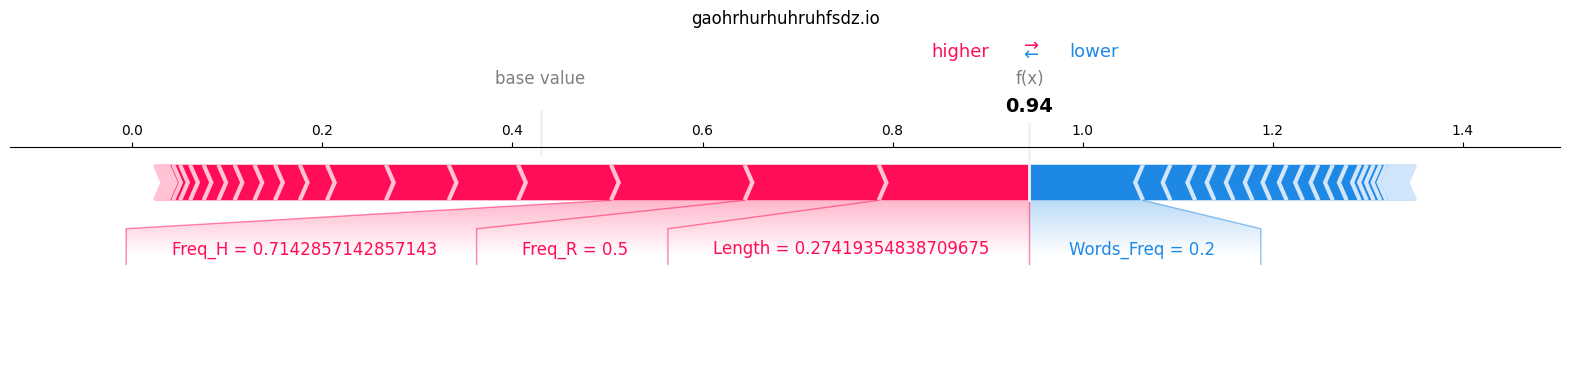 gaohrhurhuhruhfsdz.io
higher ⇄ lower
base value f(x)
0.94
0.0 0.2 0.4 0.6 0.8 1.0 1.2 1.4
Freq_H = 0.7142857142857143 Freq_R = 0.5 Length = 0.27419354838709675 Words_Freq = 0.2